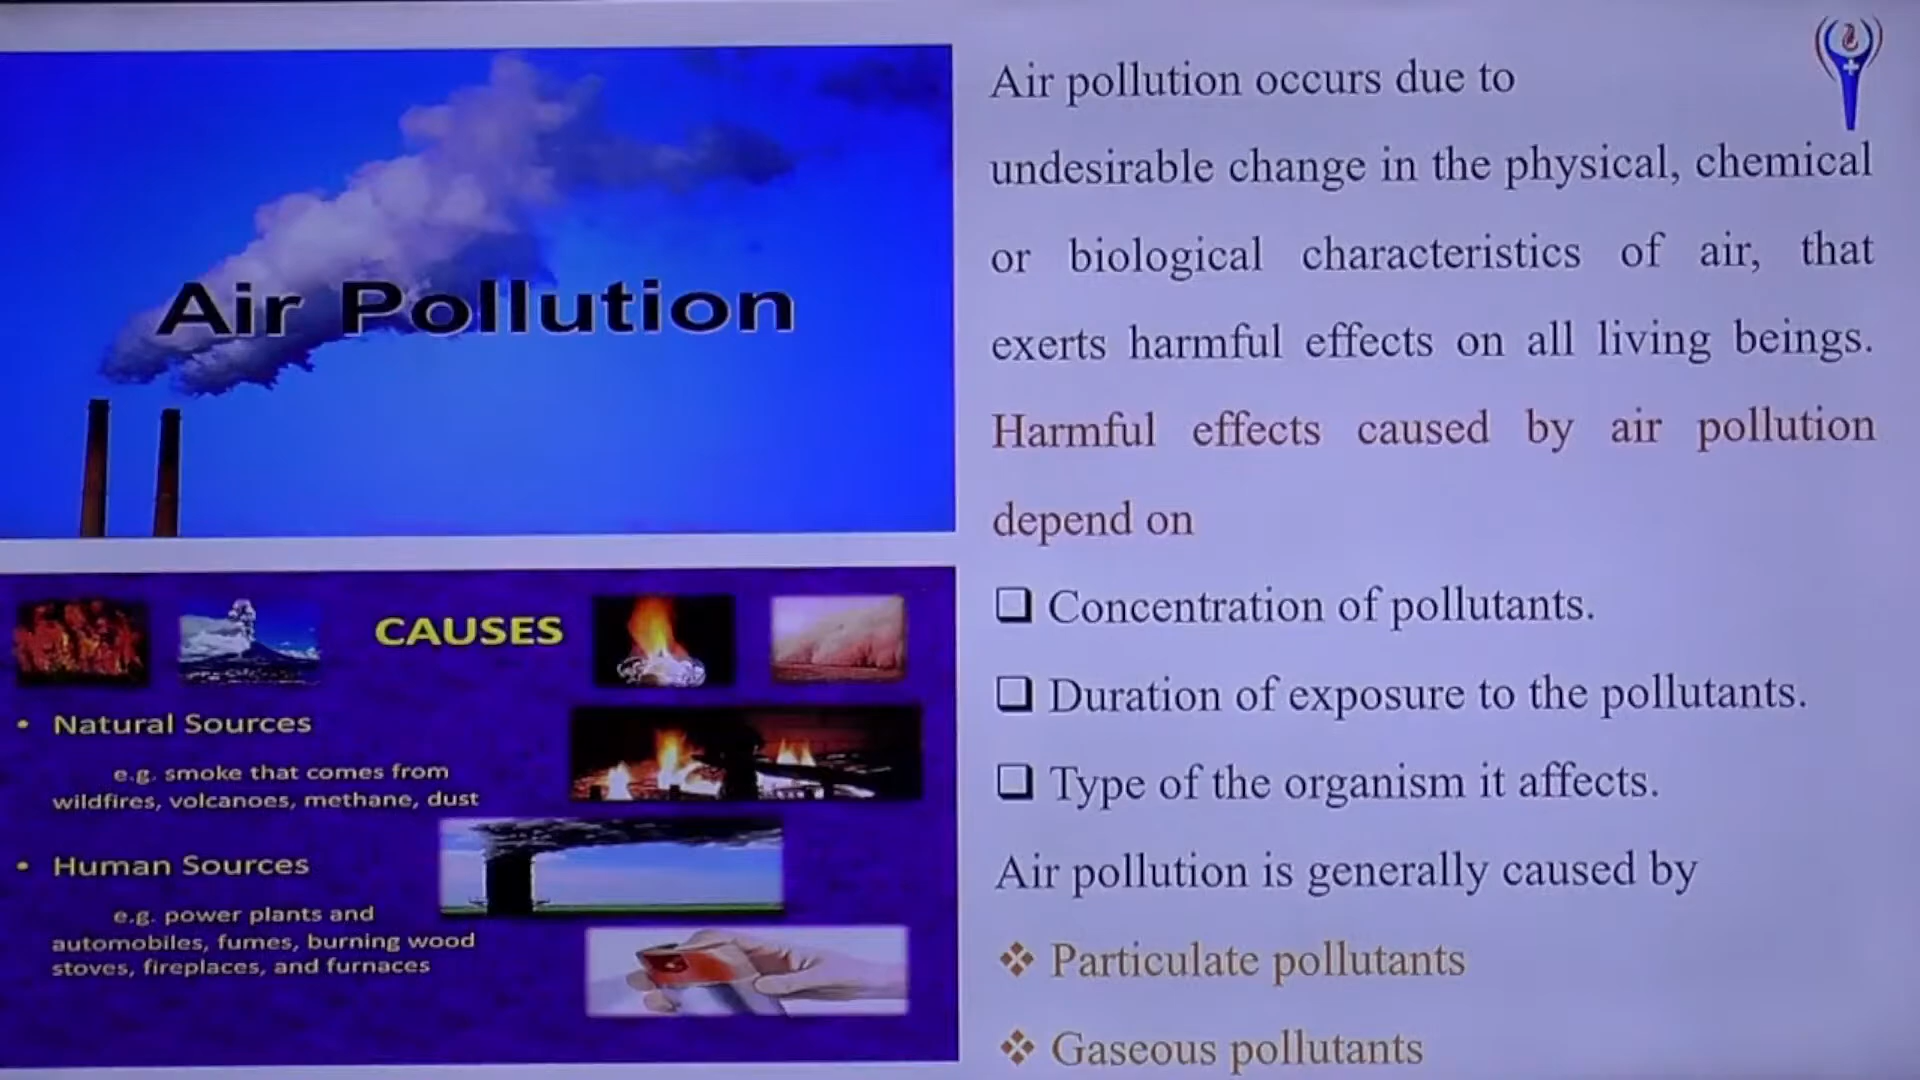 Air Pollution
CAUSES
• Natural Sources
e.g. smoke that comes from
wildfires, volcanoes, methane, dust
• Human Sources
e.g. power plants and
automobiles, fumes, burning wood
stoves, fireplaces, and furnaces
Air pollution occurs due to
undesirable change in the physical, chemical
or biological characteristics of air, that
exerts harmful effects on all living beings.
Harmful effects caused by air pollution
depend on
❑ Concentration of pollutants.
❑ Duration of exposure to the pollutants.
❑ Type of the organism it affects.
Air pollution is generally caused by
❖ Particulate pollutants
❖ Gaseous pollutants